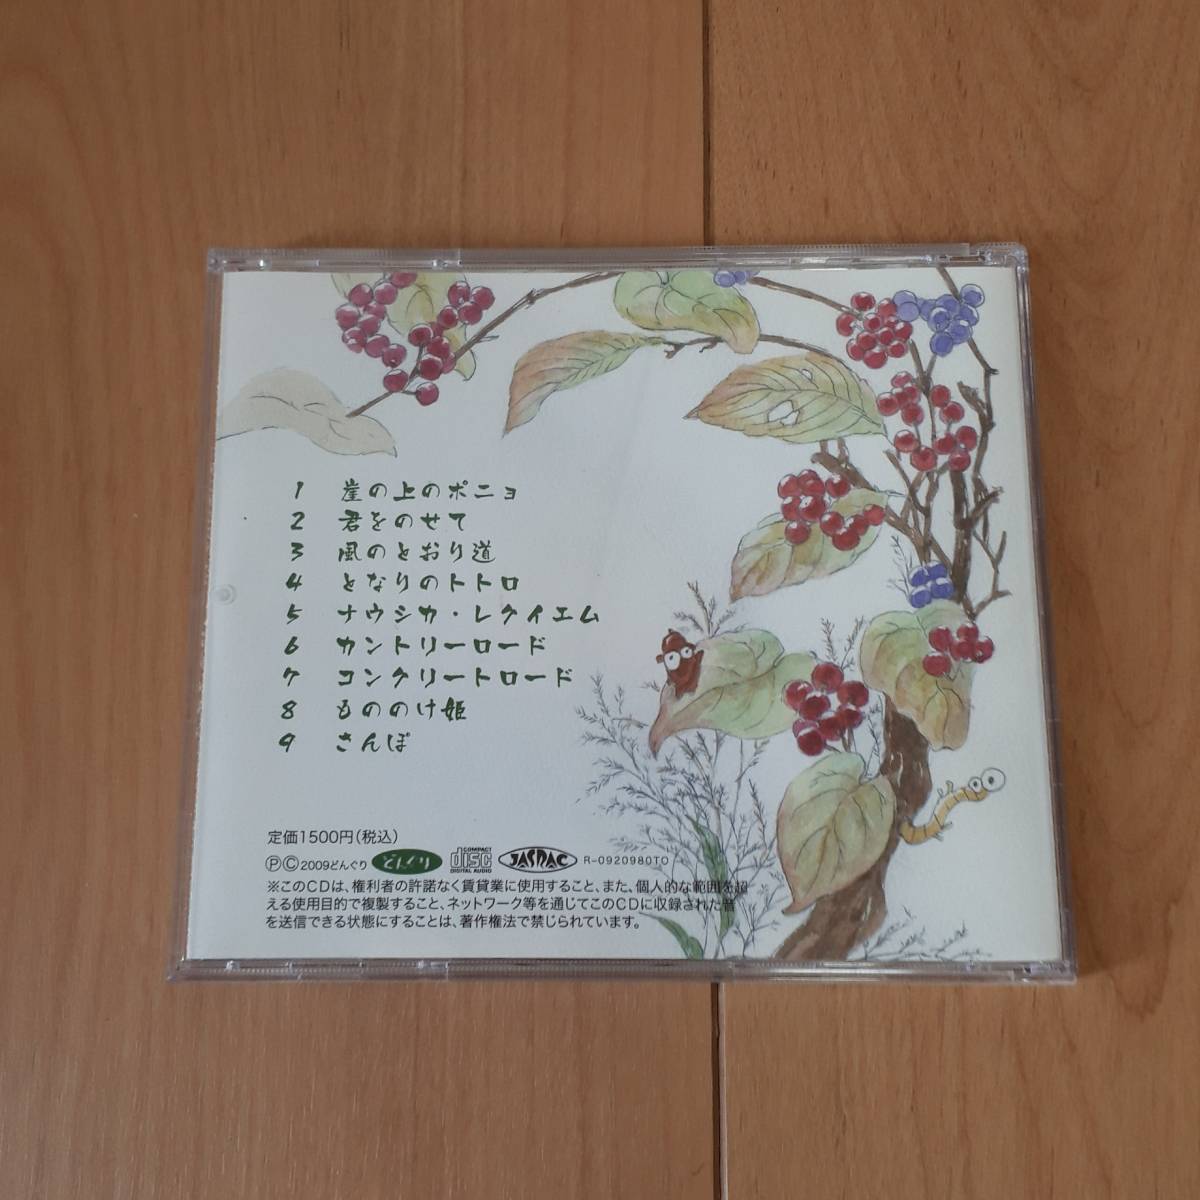 1 崖の上のポニョ
2 君をのせて
3 風のとおり道
4 となりのトトロ
5 ナウシカ・レクイエム
6 カントリーロード
7 コンクリートロード
8 もののけ姫
9 さんぽ
定価1500円(税込)
ⓅⒸ2009どんぐり どんぐり COMPACT disc DIGITAL AUDIO JASRAC R-0920980TO
※このCDは、権利者の許諾なく賃貸業に使用すること、また、個人的な範囲を超
える使用目的で複製すること、ネットワーク等を通じてこのCDに収録された音
を送信できる状態にすることは、著作権法で禁じられています。